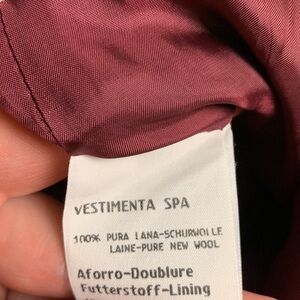 VESTIMENTA SPA
100% PURA LANA-SCHURWOLLE
LAINE-PURE NEW WOOL
Aforro-Doublure
Futterstoff-Lining